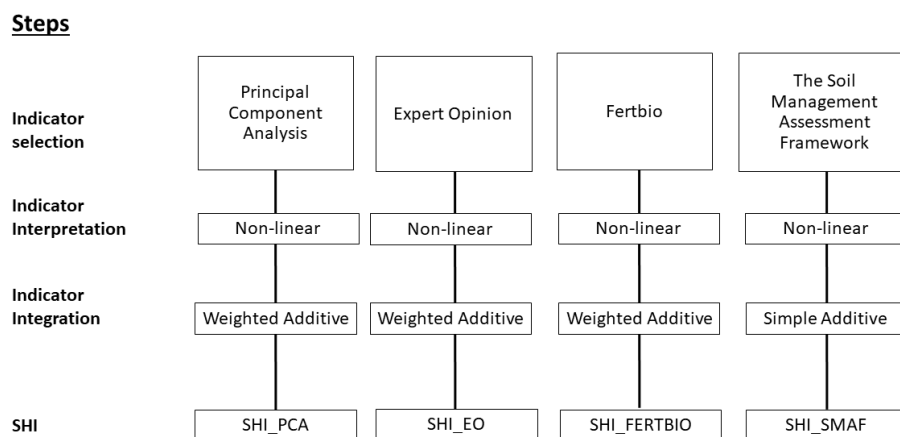 Steps
Indicator
selection
Principal
Component
Analysis
Expert Opinion
Fertbio
The Soil
Management
Assessment
Framework
Indicator
Interpretation
Non-linear
Non-linear
Non-linear
Non-linear
Indicator
Integration
Weighted Additive
Weighted Additive
Weighted Additive
Simple Additive
SHI
SHI_PCA
SHI_EO
SHI_FERTBIO
SHI_SMAF